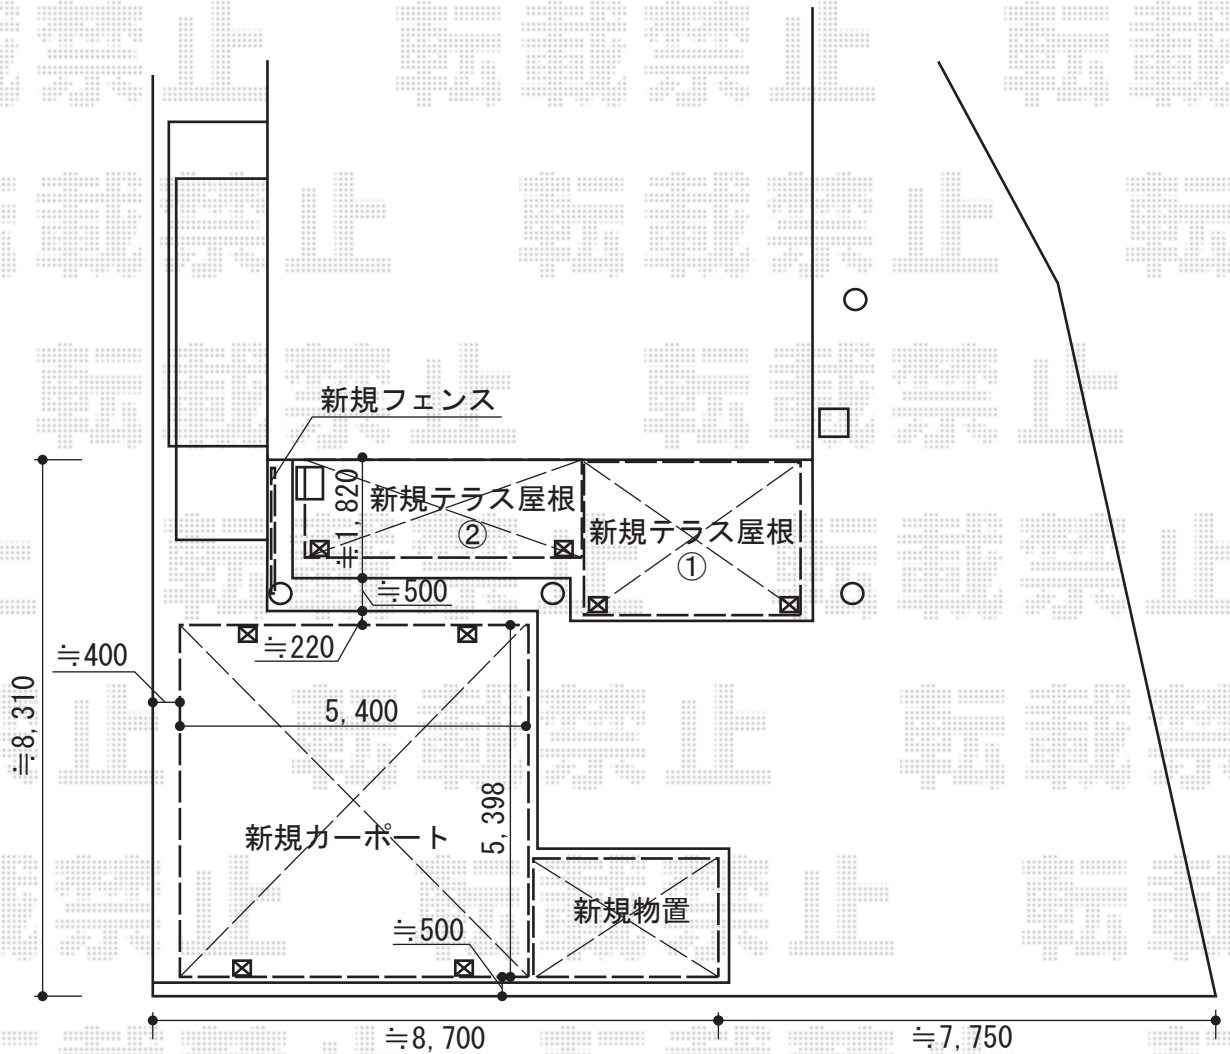 転載禁止
新規フェンス
≒1,820
新規テラス屋根
②
新規テラス屋根
①
≒500
≒220
≒400
5,400
≒8,310
5,398
新規カーポート
新規物置
≒500
≒8,700
≒7,750